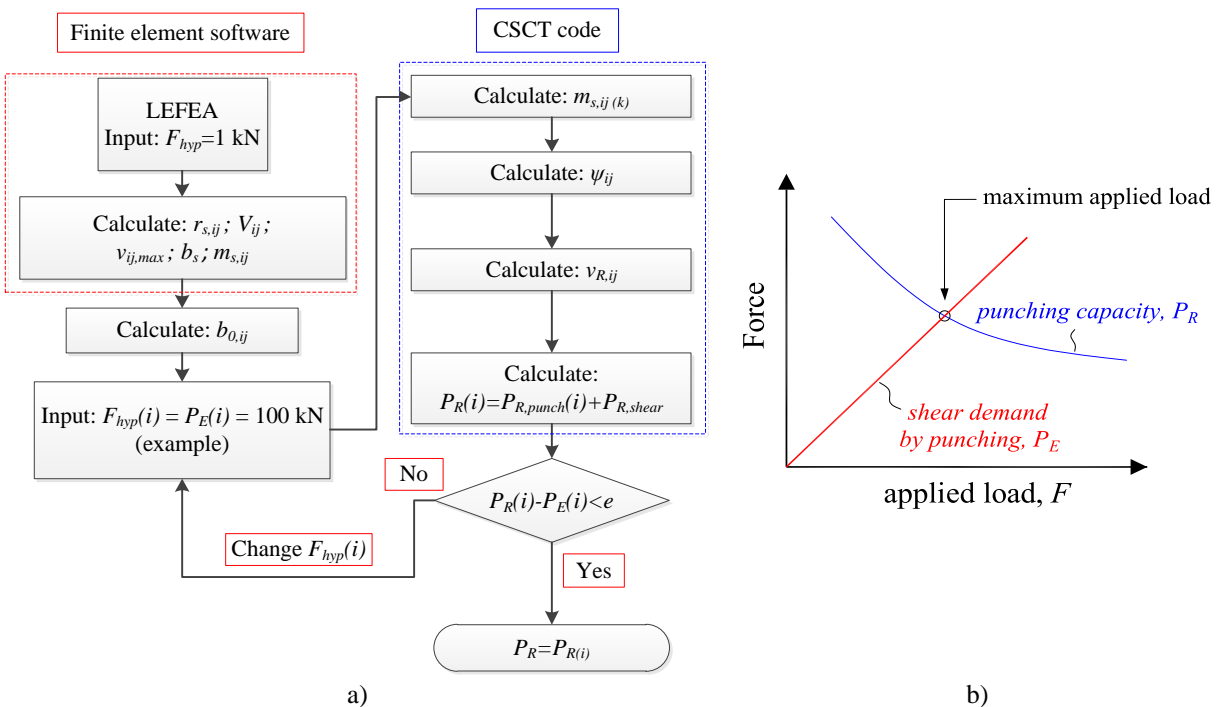 Finite element software
LEFEA
Input: F_hyp=1 kN
Calculate: r_s,ij ; V_ij ;
v_ij,max ; b_s ; m_s,ij
Calculate: b_0,ij
Input: F_hyp(i) = P_E(i) = 100 kN
(example)
CSCT code
Calculate: m_s,ij (k)
Calculate: ψ_ij
Calculate: v_R,ij
Calculate:
P_R(i)=P_R,punch(i)+P_R,shear
No
P_R(i)-P_E(i)<e
Change F_hyp(i)
Yes
P_R=P_R(i)
a)
maximum applied load
Force
punching capacity, P_R
shear demand
by punching, P_E
applied load, F
b)